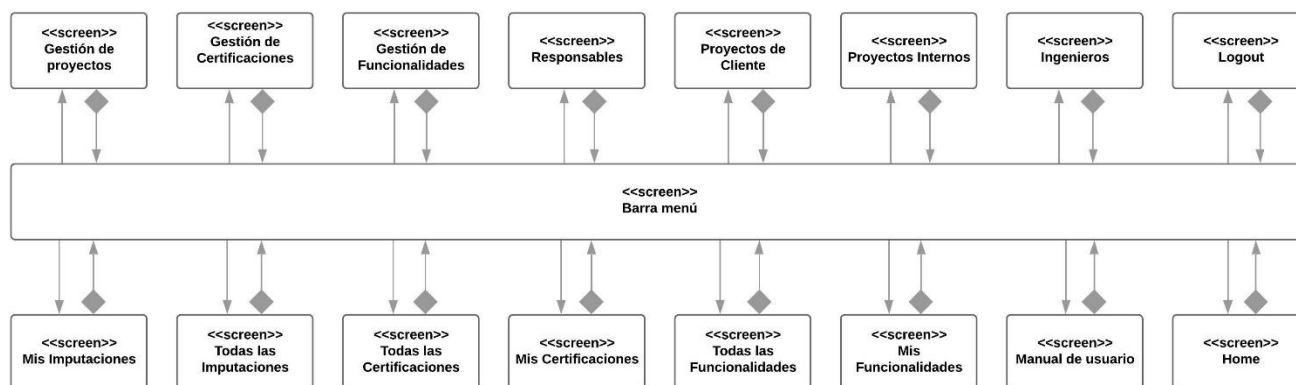 <<screen>>
Gestión de
proyectos
<<screen>>
Gestión de
Certificaciones
<<screen>>
Gestión de
Funcionalidades
<<screen>>
Responsables
<<screen>>
Proyectos de
Cliente
<<screen>>
Proyectos Internos
<<screen>>
Ingenieros
<<screen>>
Logout
<<screen>>
Barra menú
<<screen>>
Mis Imputaciones
<<screen>>
Todas las
Imputaciones
<<screen>>
Todas las
Certificaciones
<<screen>>
Mis Certificaciones
<<screen>>
Todas las
Funcionalidades
<<screen>>
Mis
Funcionalidades
<<screen>>
Manual de usuario
<<screen>>
Home